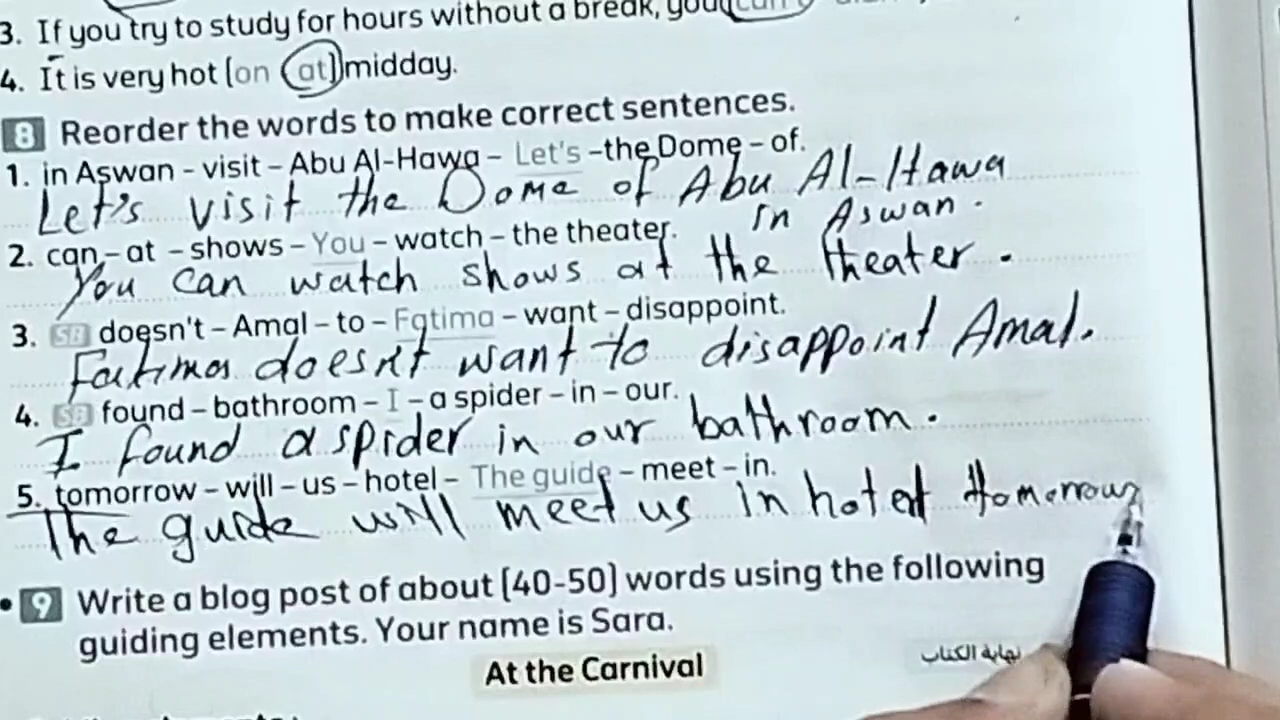 3. If you try to study for hours without a break, you
4. It is very hot [on at] midday.
8 Reorder the words to make correct sentences.
1. in Aswan – visit – Abu Al-Hawa – Let's –the Dome – of.
Let's visit the Dome of Abu Al-Hawa
in Aswan.
2. can – at – shows – You – watch – the theater.
You can watch shows at the theater.
3. SB doesn't – Amal – to – Fatima – want – disappoint.
Fatima doesn't want to disappoint Amal.
4. SB found – bathroom – I – a spider – in – our.
I found a spider in our bathroom.
5. tomorrow – will – us – hotel – The guide – meet – in.
The guide will meet us in hotel tomorrow
9 Write a blog post of about [40-50] words using the following
guiding elements. Your name is Sara.
At the Carnival
نهاية الكتاب